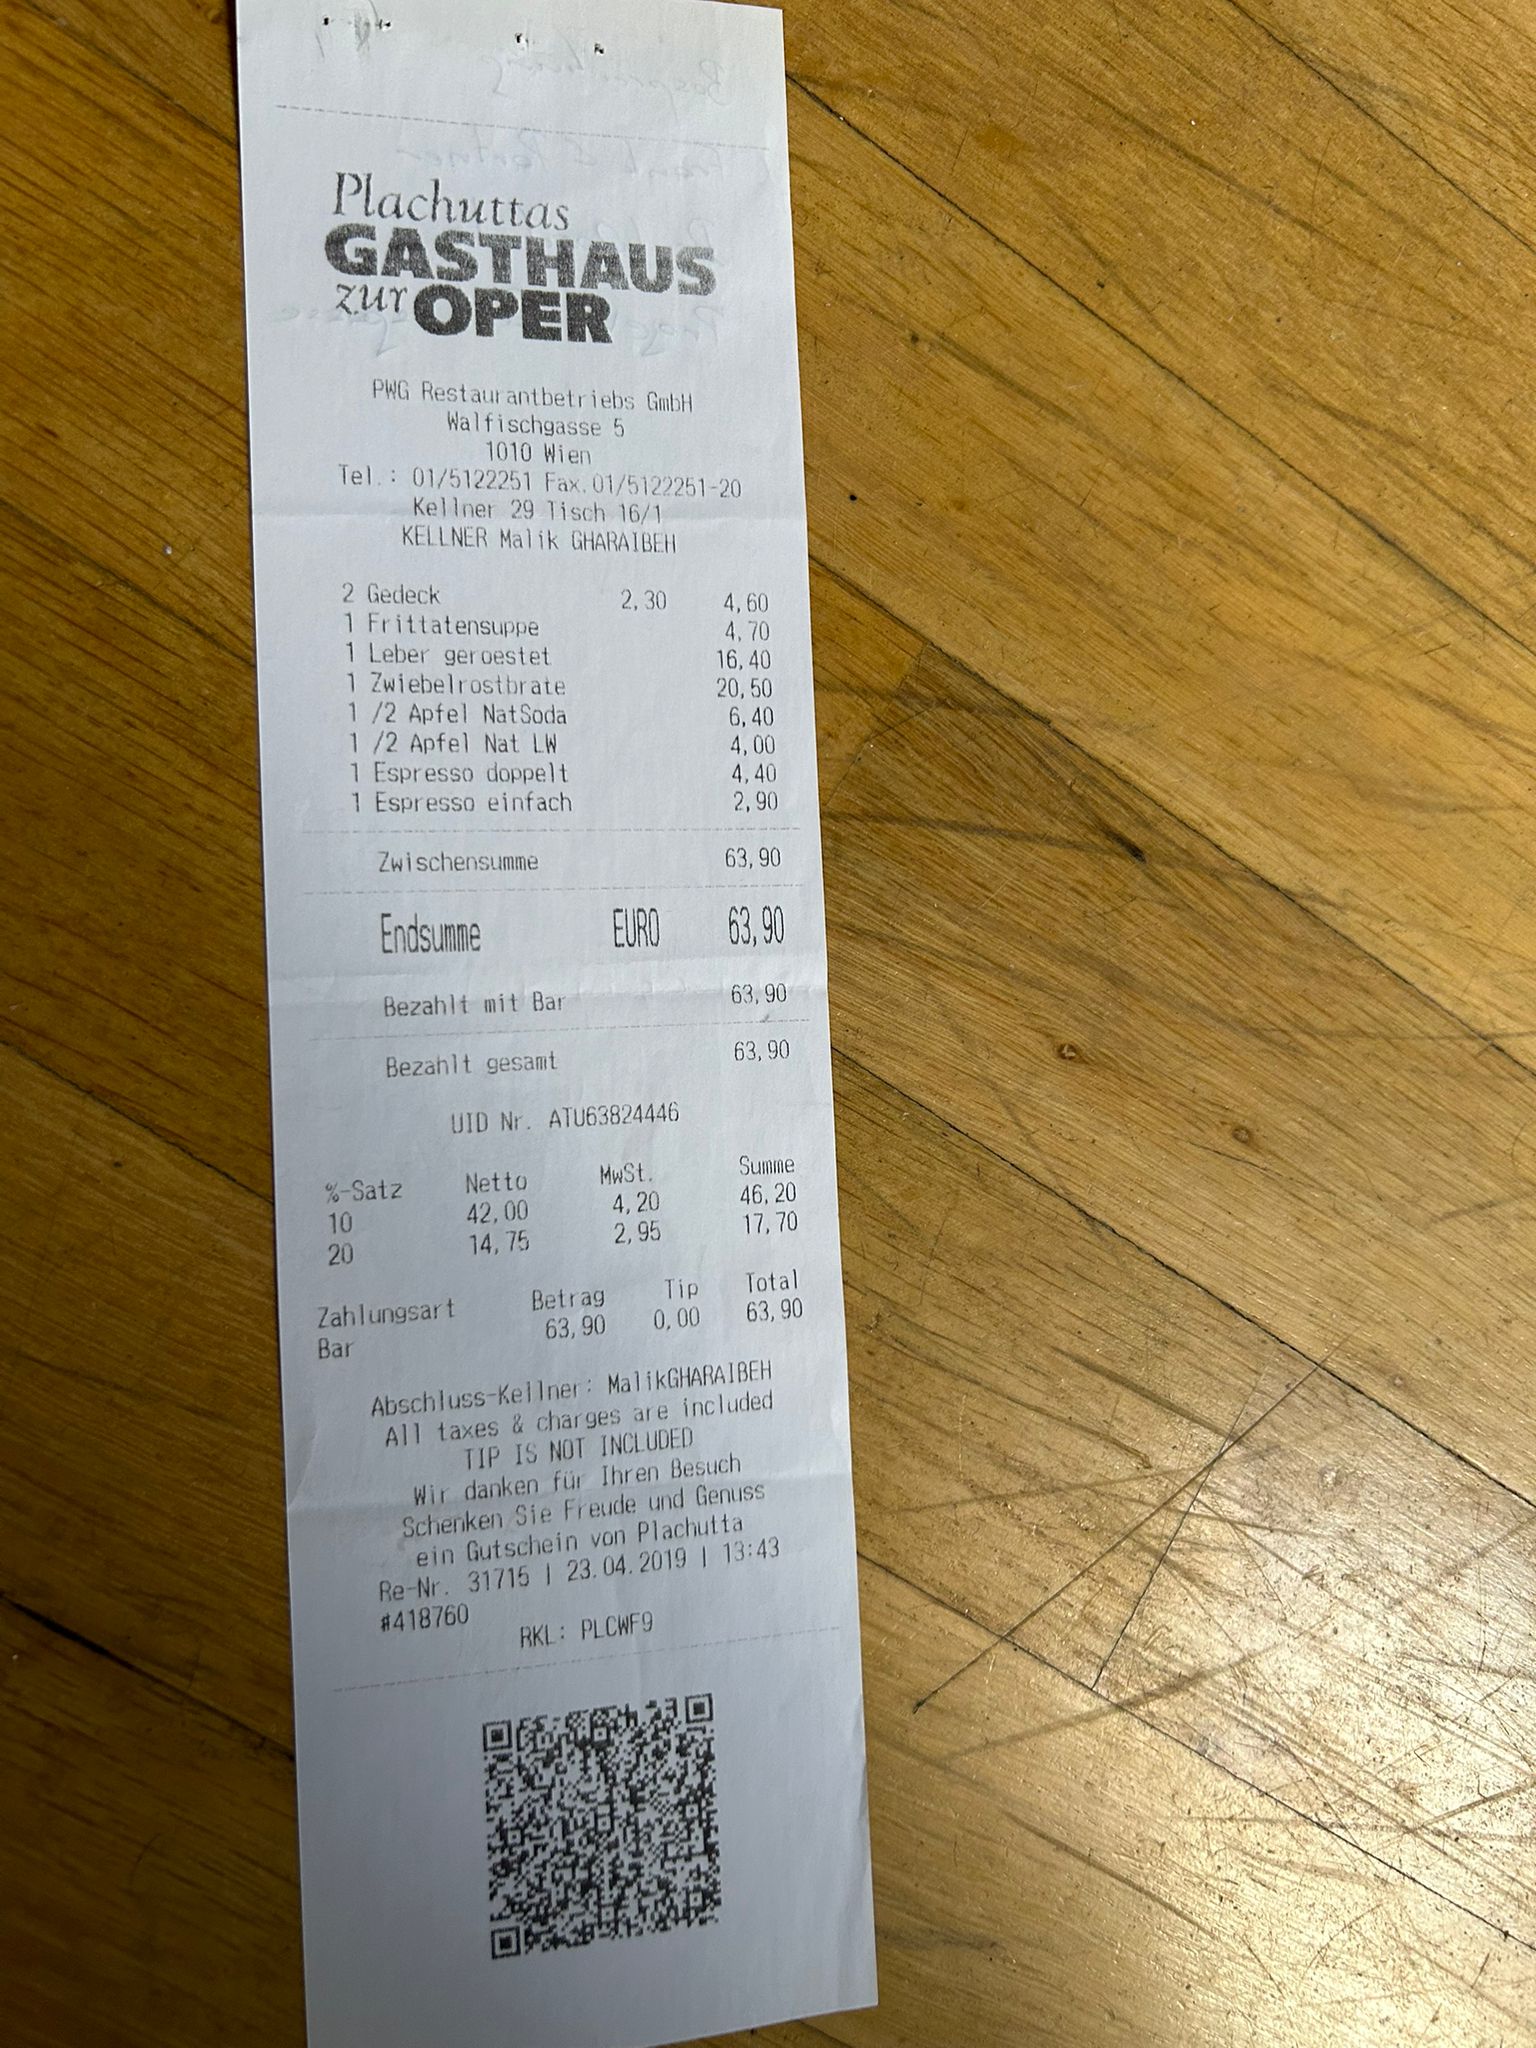 Plachuttas
GASTHAUS
zur OPER
PWG Restaurantbetriebs GmbH
Walfischgasse 5
1010 Wien
Tel.: 01/5122251 Fax.01/5122251-20
Kellner 29 Tisch 16/1
KELLNER Malik GHARAIBEH
2 Gedeck 2,30 4,60
1 Frittatensuppe 4,70
1 Leber geroestet 16,40
1 Zwiebelrostbrate 20,50
1 /2 Apfel NatSoda 6,40
1 /2 Apfel Nat LW 4,00
1 Espresso doppelt 4,40
1 Espresso einfach 2,90
Zwischensumme 63,90
Endsumme EURO 63,90
Bezahlt mit Bar 63,90
Bezahlt gesamt 63,90
UID Nr. ATU63824446
%-Satz Netto MwSt. Summe
10 42,00 4,20 46,20
20 14,75 2,95 17,70
Zahlungsart Betrag Tip Total
Bar 63,90 0,00 63,90
Abschluss-Kellner: MalikGHARAIBEH
All taxes & charges are included
TIP IS NOT INCLUDED
Wir danken für Ihren Besuch
Schenken Sie Freude und Genuss
ein Gutschein von Plachutta
Re-Nr. 31715 | 23.04.2019 | 13:43
#418760
RKL: PLCWF9